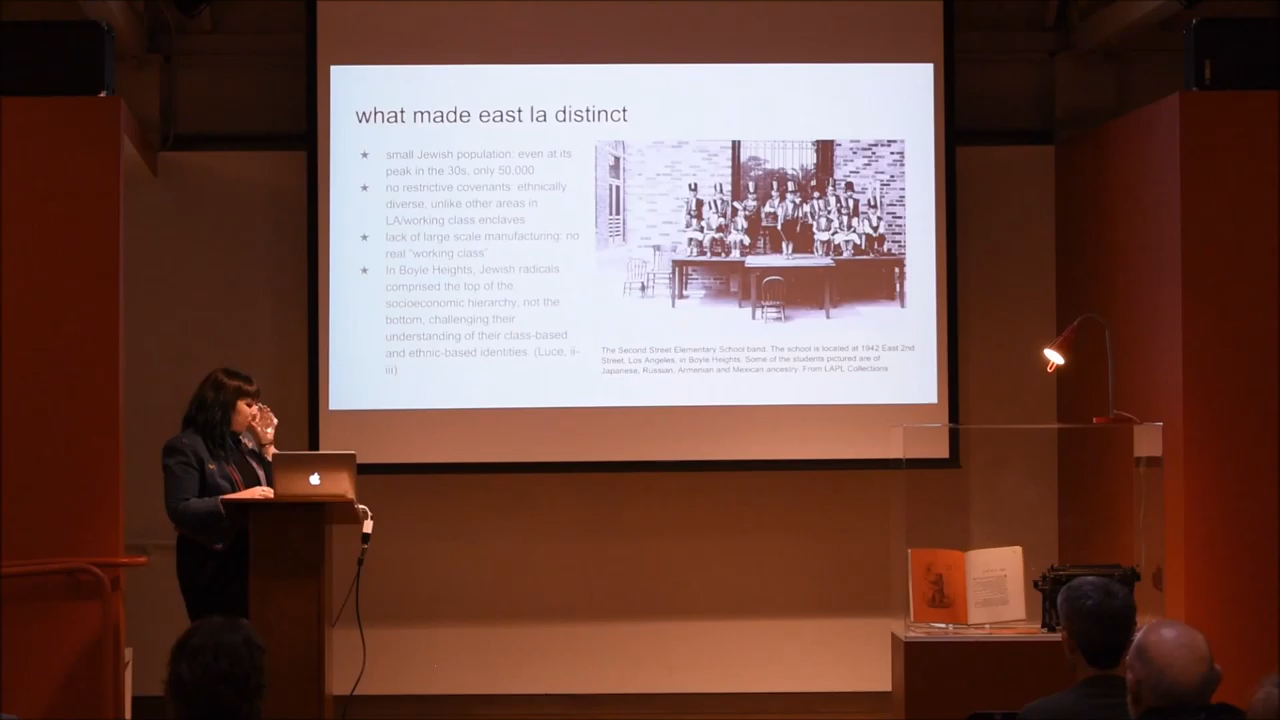 what made east la distinct
★ small Jewish population: even at its
peak in the 30s, only 50,000
★ no restrictive covenants: ethnically
diverse, unlike other areas in
LA/working class enclaves
★ lack of large scale manufacturing: no
real "working class"
★ In Boyle Heights, Jewish radicals
comprised the top of the
socioeconomic hierarchy, not the
bottom, challenging their
understanding of their class-based
and ethnic-based identities. (Luce, ii-
iii)
The Second Street Elementary School band. The school is located at 1942 East 2nd
Street, Los Angeles, in Boyle Heights. Some of the students pictured are of
Japanese, Russian, Armenian and Mexican ancestry. From LAPL Collections